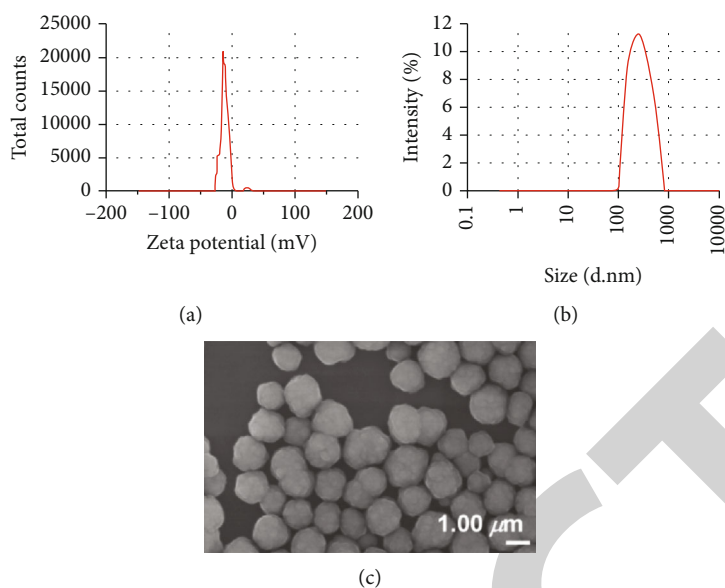 25000
20000
15000
10000
5000
0
Total counts
−200 −100 0 100 200
Zeta potential (mV)
(a)
12
10
8
6
4
2
0
Intensity (%)
0.1 1 10 100 1000 10000
Size (d.nm)
(b)
1.00 μm
(c)